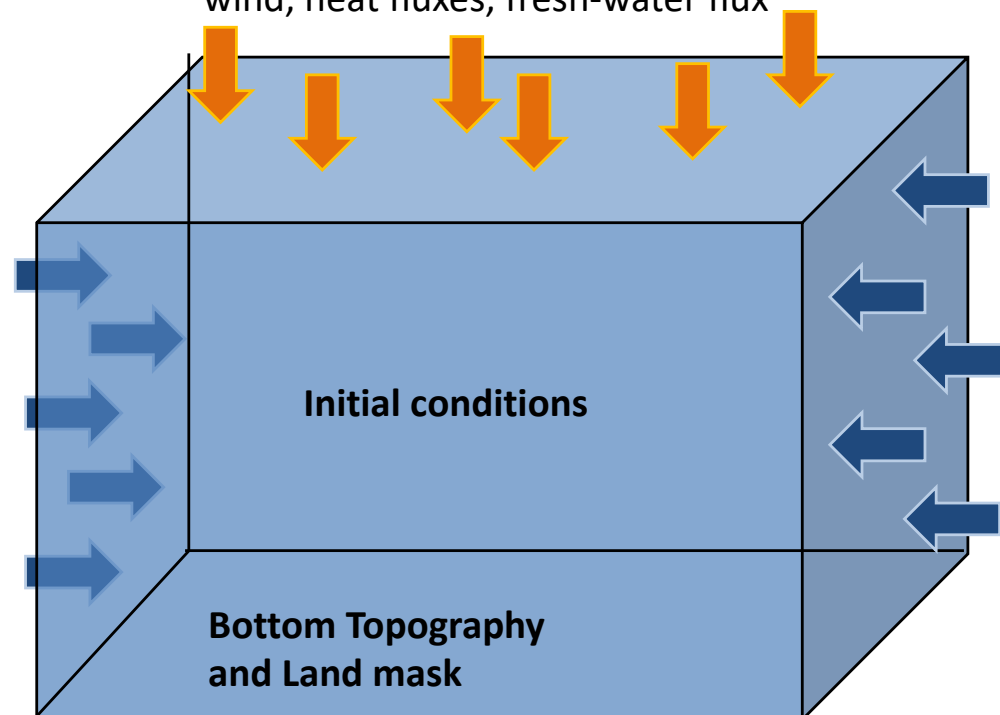 wind, heat fluxes, fresh-water flux
Initial conditions
Bottom Topography
and Land mask